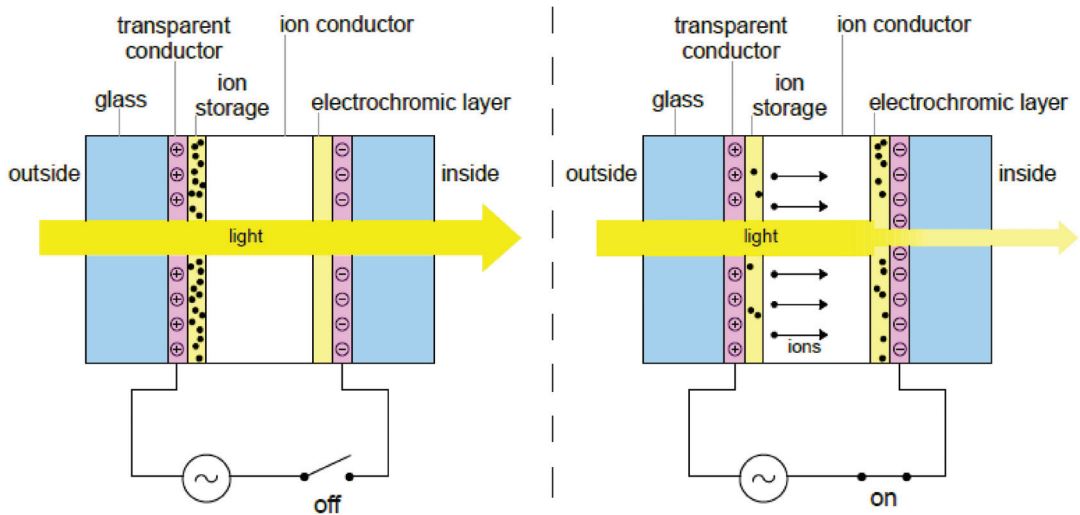 transparent
conductor
ion conductor
glass
ion
storage
electrochromic layer
outside
inside
light
off
transparent
conductor
ion conductor
glass
ion
storage
electrochromic layer
outside
inside
light
ions
on